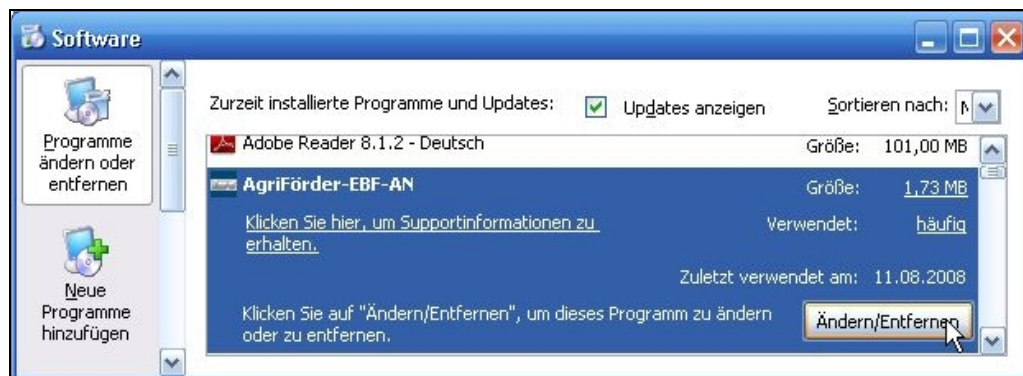 Software
Programme
ändern oder
entfernen
Neue
Programme
hinzufügen
Zurzeit installierte Programme und Updates:
Updates anzeigen
Sortieren nach:
Adobe Reader 8.1.2 - Deutsch
Größe: 101,00 MB
AgriFörder-EBF-AN
Größe: 1,73 MB
Klicken Sie hier, um Supportinformationen zu
erhalten.
Verwendet: häufig
Zuletzt verwendet am: 11.08.2008
Klicken Sie auf "Ändern/Entfernen", um dieses Programm zu ändern
oder zu entfernen.
Ändern/Entfernen